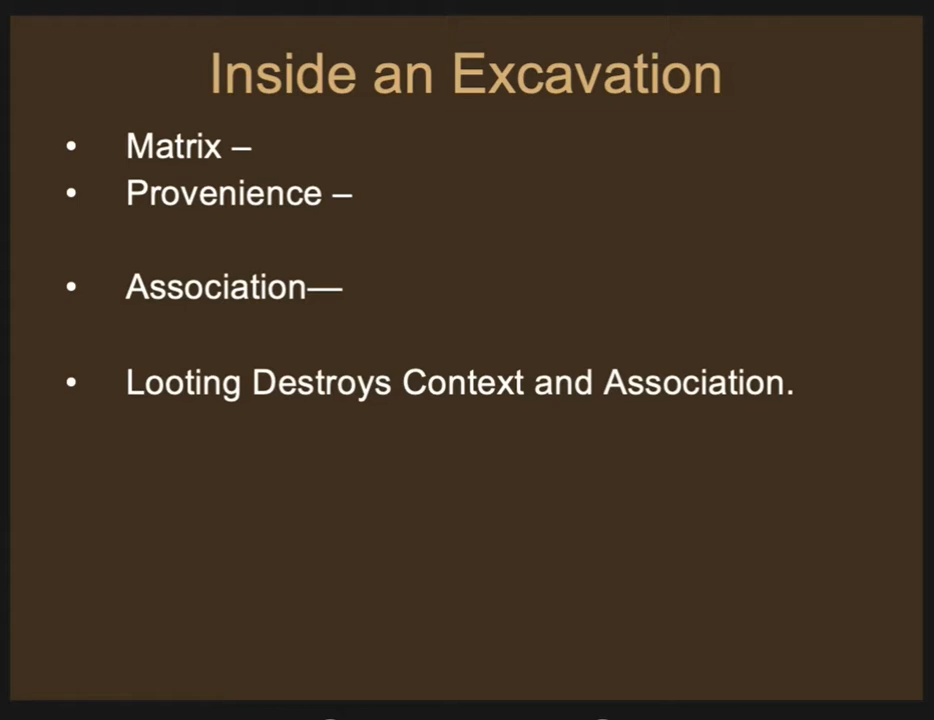 Inside an Excavation
• Matrix –
• Provenience –
• Association—
• Looting Destroys Context and Association.